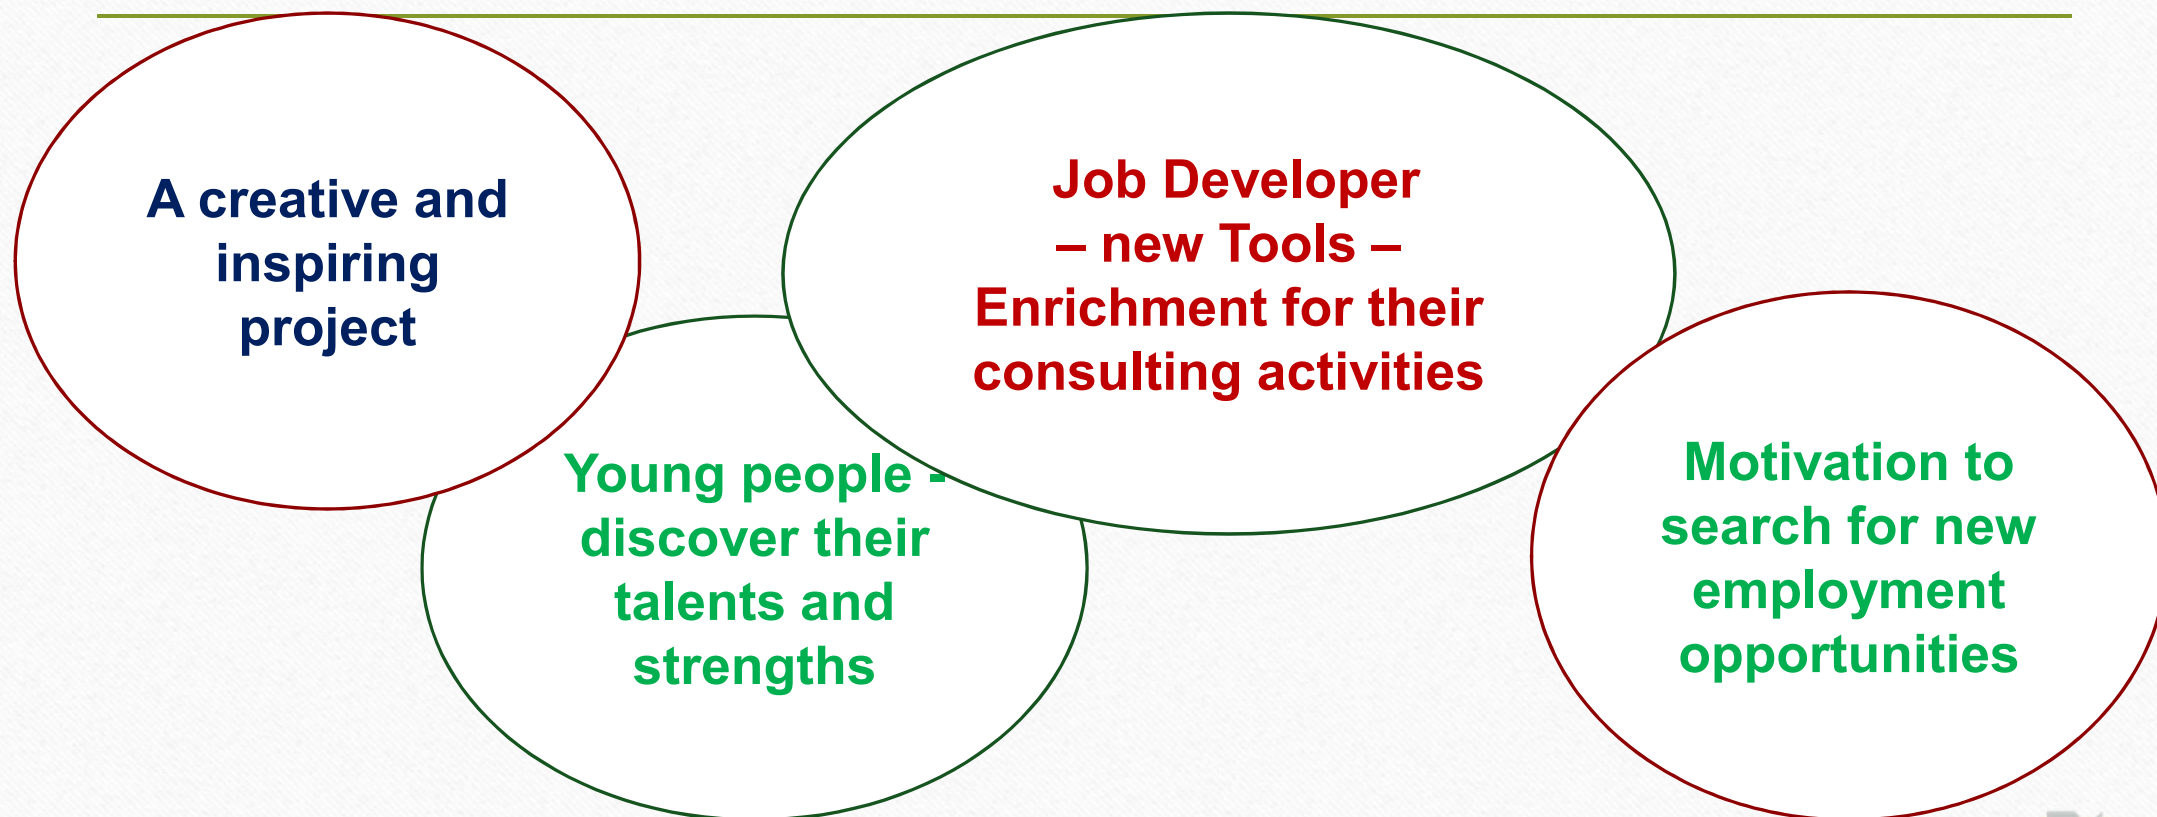 A creative and
inspiring
project
Job Developer
– new Tools –
Enrichment for their
consulting activities
Young people -
discover their
talents and
strengths
Motivation to
search for new
employment
opportunities